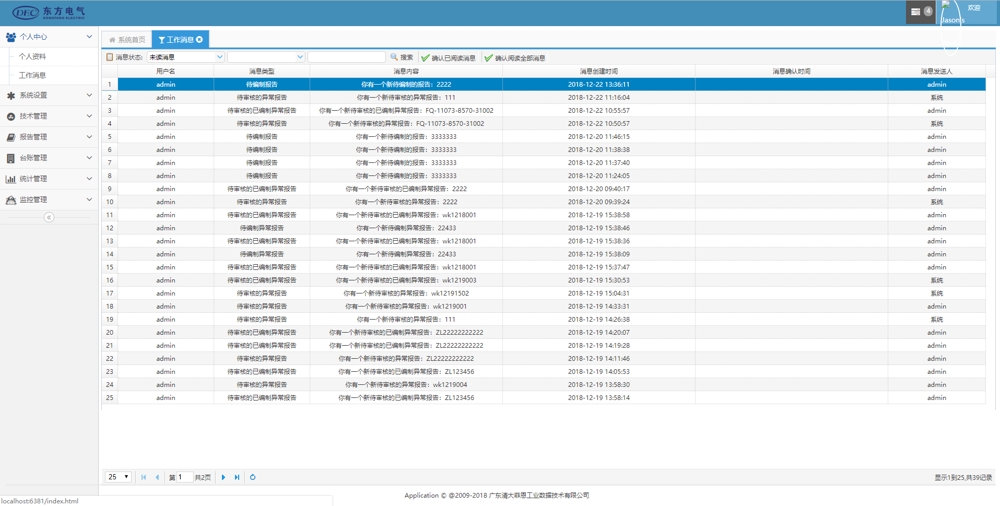 DEC 东方电气
DONGFANG ELECTRIC
4
欢迎
Jason's
个人中心
个人资料
工作消息
系统设置
技术管理
报告管理
台账管理
统计管理
监控管理
系统首页 工作消息
消息状态: 未读消息 搜索 确认已阅读消息 确认阅读全部消息
用户名 消息类型 消息内容 消息创建时间 消息确认时间 消息发送人
1 admin 待编制报告 你有一个新待编制的报告：2222 2018-12-22 13:36:11 admin
2 admin 待审核的异常报告 你有一个新待审核的异常报告：111 2018-12-22 11:16:04 系统
3 admin 待审核的已编制异常报告 你有一个新待审核的已编制异常报告：FQ-11073-8570-31002 2018-12-22 10:55:57 admin
4 admin 待审核的异常报告 你有一个新待审核的异常报告：FQ-11073-8570-31002 2018-12-22 10:50:57 系统
5 admin 待编制报告 你有一个新待编制的报告：3333333 2018-12-20 11:46:15 admin
6 admin 待编制报告 你有一个新待编制的报告：3333333 2018-12-20 11:38:38 admin
7 admin 待编制报告 你有一个新待编制的报告：3333333 2018-12-20 11:37:40 admin
8 admin 待编制报告 你有一个新待编制的报告：3333333 2018-12-20 11:24:05 admin
9 admin 待审核的已编制异常报告 你有一个新待审核的已编制异常报告：2222 2018-12-20 09:40:17 admin
10 admin 待审核的异常报告 你有一个新待审核的异常报告：2222 2018-12-20 09:39:24 系统
11 admin 待审核的已编制异常报告 你有一个新待审核的已编制异常报告：wk1218001 2018-12-19 15:38:58 admin
12 admin 待编制异常报告 你有一个新待编制异常报告：22433 2018-12-19 15:38:46 admin
13 admin 待审核的已编制异常报告 你有一个新待审核的已编制异常报告：wk1218001 2018-12-19 15:38:36 admin
14 admin 待编制异常报告 你有一个新待编制异常报告：22433 2018-12-19 15:38:09 admin
15 admin 待审核的已编制异常报告 你有一个新待审核的已编制异常报告：wk1218001 2018-12-19 15:37:47 admin
16 admin 待审核的已编制异常报告 你有一个新待审核的已编制异常报告：wk1219003 2018-12-19 15:30:53 系统
17 admin 待审核的异常报告 你有一个新待审核的异常报告：wk12191502 2018-12-19 15:04:31 系统
18 admin 待审核的异常报告 你有一个新待审核的异常报告：wk1219001 2018-12-19 14:33:31 admin
19 admin 待审核的异常报告 你有一个新待审核的异常报告：111 2018-12-19 14:26:38 系统
20 admin 待审核的已编制异常报告 你有一个新待审核的已编制异常报告：ZL22222222222 2018-12-19 14:20:07 admin
21 admin 待审核的已编制异常报告 你有一个新待审核的已编制异常报告：ZL22222222222 2018-12-19 14:19:28 admin
22 admin 待审核的异常报告 你有一个新待审核的异常报告：ZL22222222222 2018-12-19 14:11:46 admin
23 admin 待审核的已编制异常报告 你有一个新待审核的已编制异常报告：ZL123456 2018-12-19 14:05:53 admin
24 admin 待审核的异常报告 你有一个新待审核的异常报告：wk1219004 2018-12-19 13:58:30 admin
25 admin 待审核的已编制异常报告 你有一个新待审核的已编制异常报告：ZL123456 2018-12-19 13:58:14 admin
25 第 1 共2页 显示1到25,共39记录
Application © @2009-2018 广东清大菲恩工业数据技术有限公司
localhost:6381/index.html